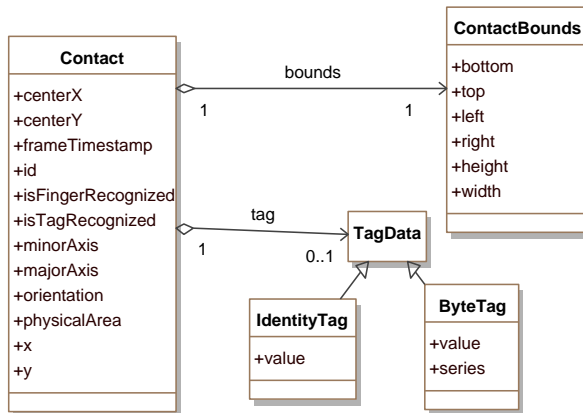 Contact
+centerX
+centerY
+frameTimestamp
+id
+isFingerRecognized
+isTagRecognized
+minorAxis
+majorAxis
+orientation
+physicalArea
+x
+y
bounds
1
1
tag
1
0..1
ContactBounds
+bottom
+top
+left
+right
+height
+width
TagData
IdentityTag
+value
ByteTag
+value
+series